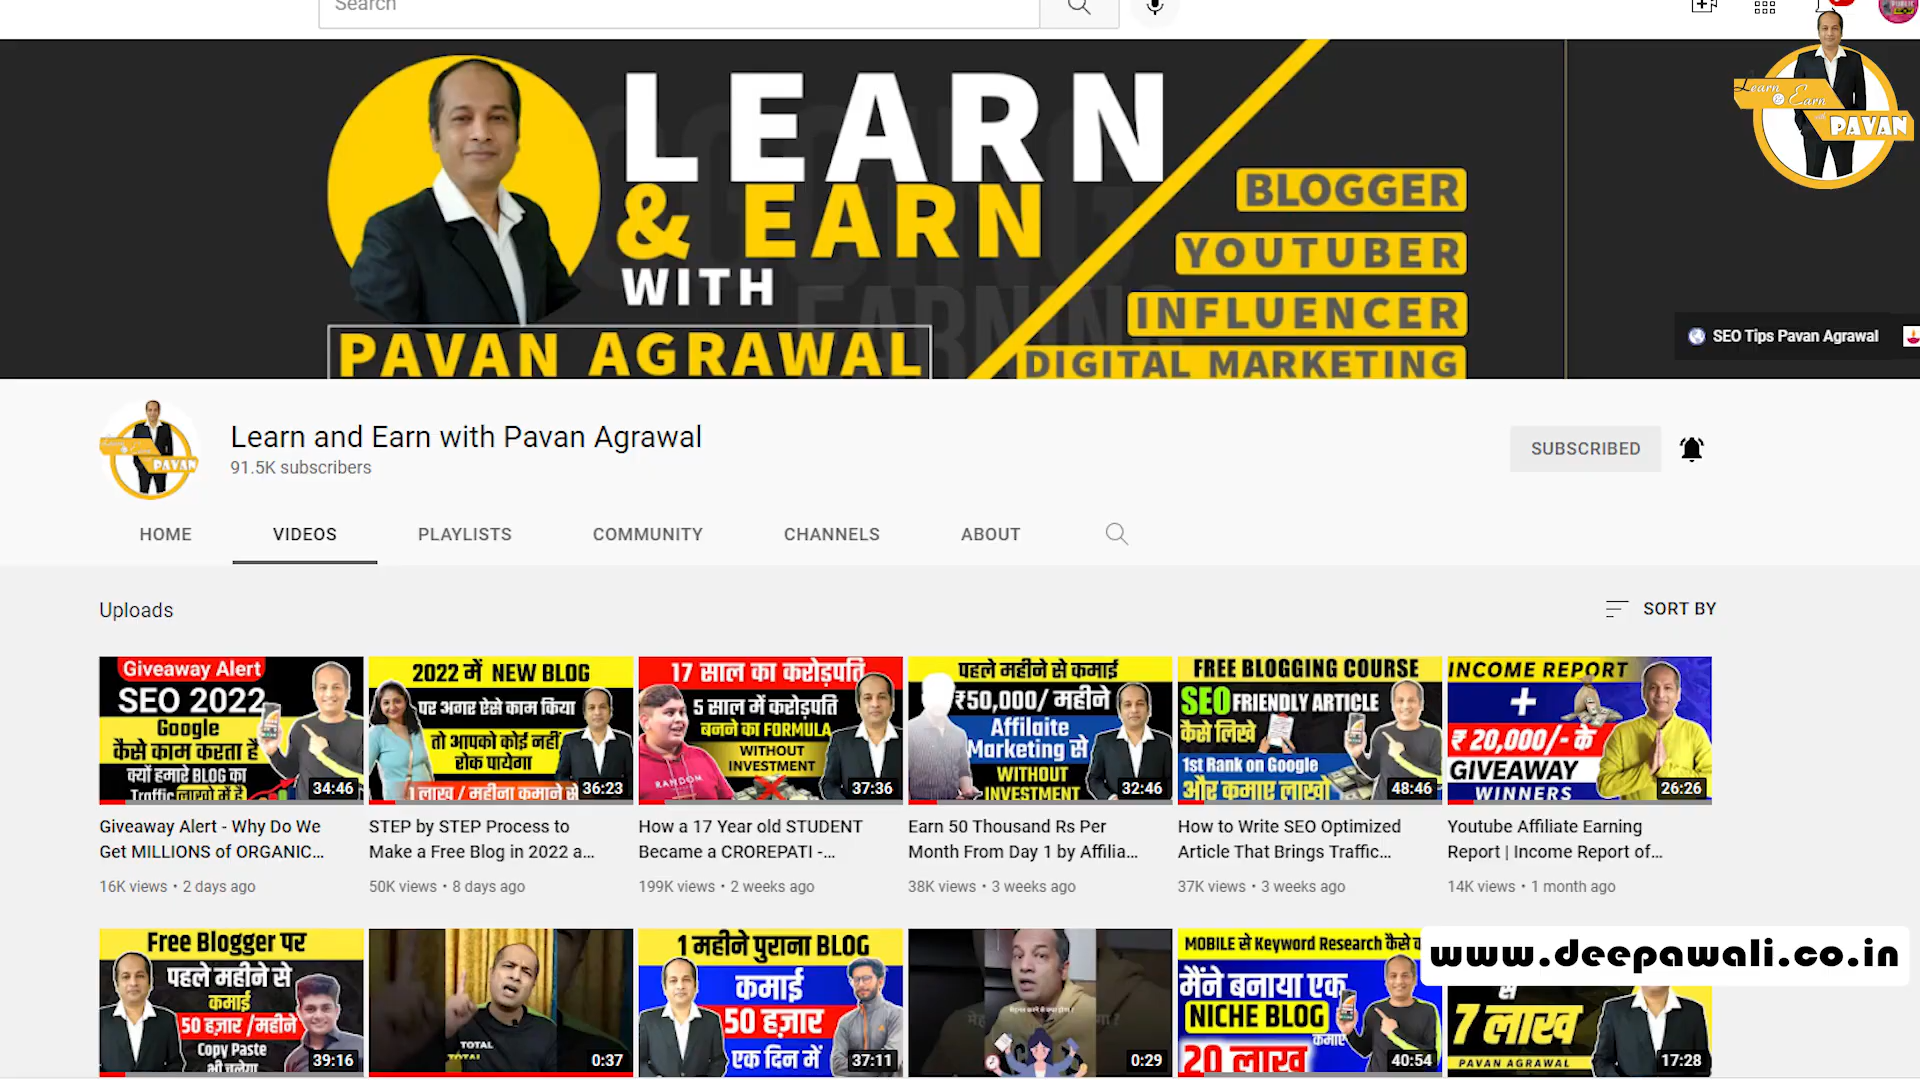 Search
LEARN
& EARN
WITH
PAVAN AGRAWAL
BLOGGER
YOUTUBER
INFLUENCER
DIGITAL MARKETING
Learn
& Earn
with
PAVAN
SEO Tips Pavan Agrawal
Learn and Earn with Pavan Agrawal
91.5K subscribers
SUBSCRIBED
HOME
VIDEOS
PLAYLISTS
COMMUNITY
CHANNELS
ABOUT
Uploads
SORT BY
Giveaway Alert
SEO 2022
Google
कैसे काम करता है
क्यों हमारे BLOG का
Traffic लाखो में है
34:46
2022 में NEW BLOG
पर अगर ऐसे काम किया
तो आपको कोई नहीं
रोक पायेगा
1 लाख / महीना कमाने से
36:23
17 साल का करोड़पति
5 साल में करोड़पति
बनने का FORMULA
WITHOUT
INVESTMENT
RANDOM
37:36
पहले महीने से कमाई
₹50,000/ महीने
Affilaite
Marketing से
WITHOUT
INVESTMENT
32:46
FREE BLOGGING COURSE
SEO FRIENDLY ARTICLE
कैसे लिखे
1st Rank on Google
और कमाए लाखो
48:46
INCOME REPORT
+
₹ 20,000/- के
GIVEAWAY
WINNERS
26:26
Giveaway Alert - Why Do We
Get MILLIONS of ORGANIC...
16K views • 2 days ago
STEP by STEP Process to
Make a Free Blog in 2022 a...
50K views • 8 days ago
How a 17 Year old STUDENT
Became a CROREPATI -...
199K views • 2 weeks ago
Earn 50 Thousand Rs Per
Month From Day 1 by Affilia...
38K views • 3 weeks ago
How to Write SEO Optimized
Article That Brings Traffic...
37K views • 3 weeks ago
Youtube Affiliate Earning
Report | Income Report of...
14K views • 1 month ago
Free Blogger पर
पहले महीने से
कमाई
50 हज़ार /महीने
Copy Paste
भी चलेगा
39:16
TOTAL
TOTAL
0:37
1 महीने पुराना BLOG
कमाई
50 हज़ार
एक दिन में
37:11
0:29
MOBILE से Keyword Research कैसे
मैंने बनाया एक
NICHE BLOG
कमाए
20 लाख
40:54
www.deepawali.co.in
से
7 लाख
PAVAN AGRAWAL
17:28